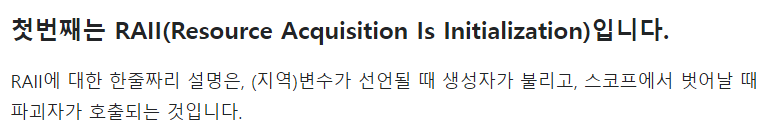 첫번째는 RAII(Resource Acquisition Is Initialization)입니다.
RAII에 대한 한줄짜리 설명은, (지역)변수가 선언될 때 생성자가 불리고, 스코프에서 벗어날 때
파괴자가 호출되는 것입니다.